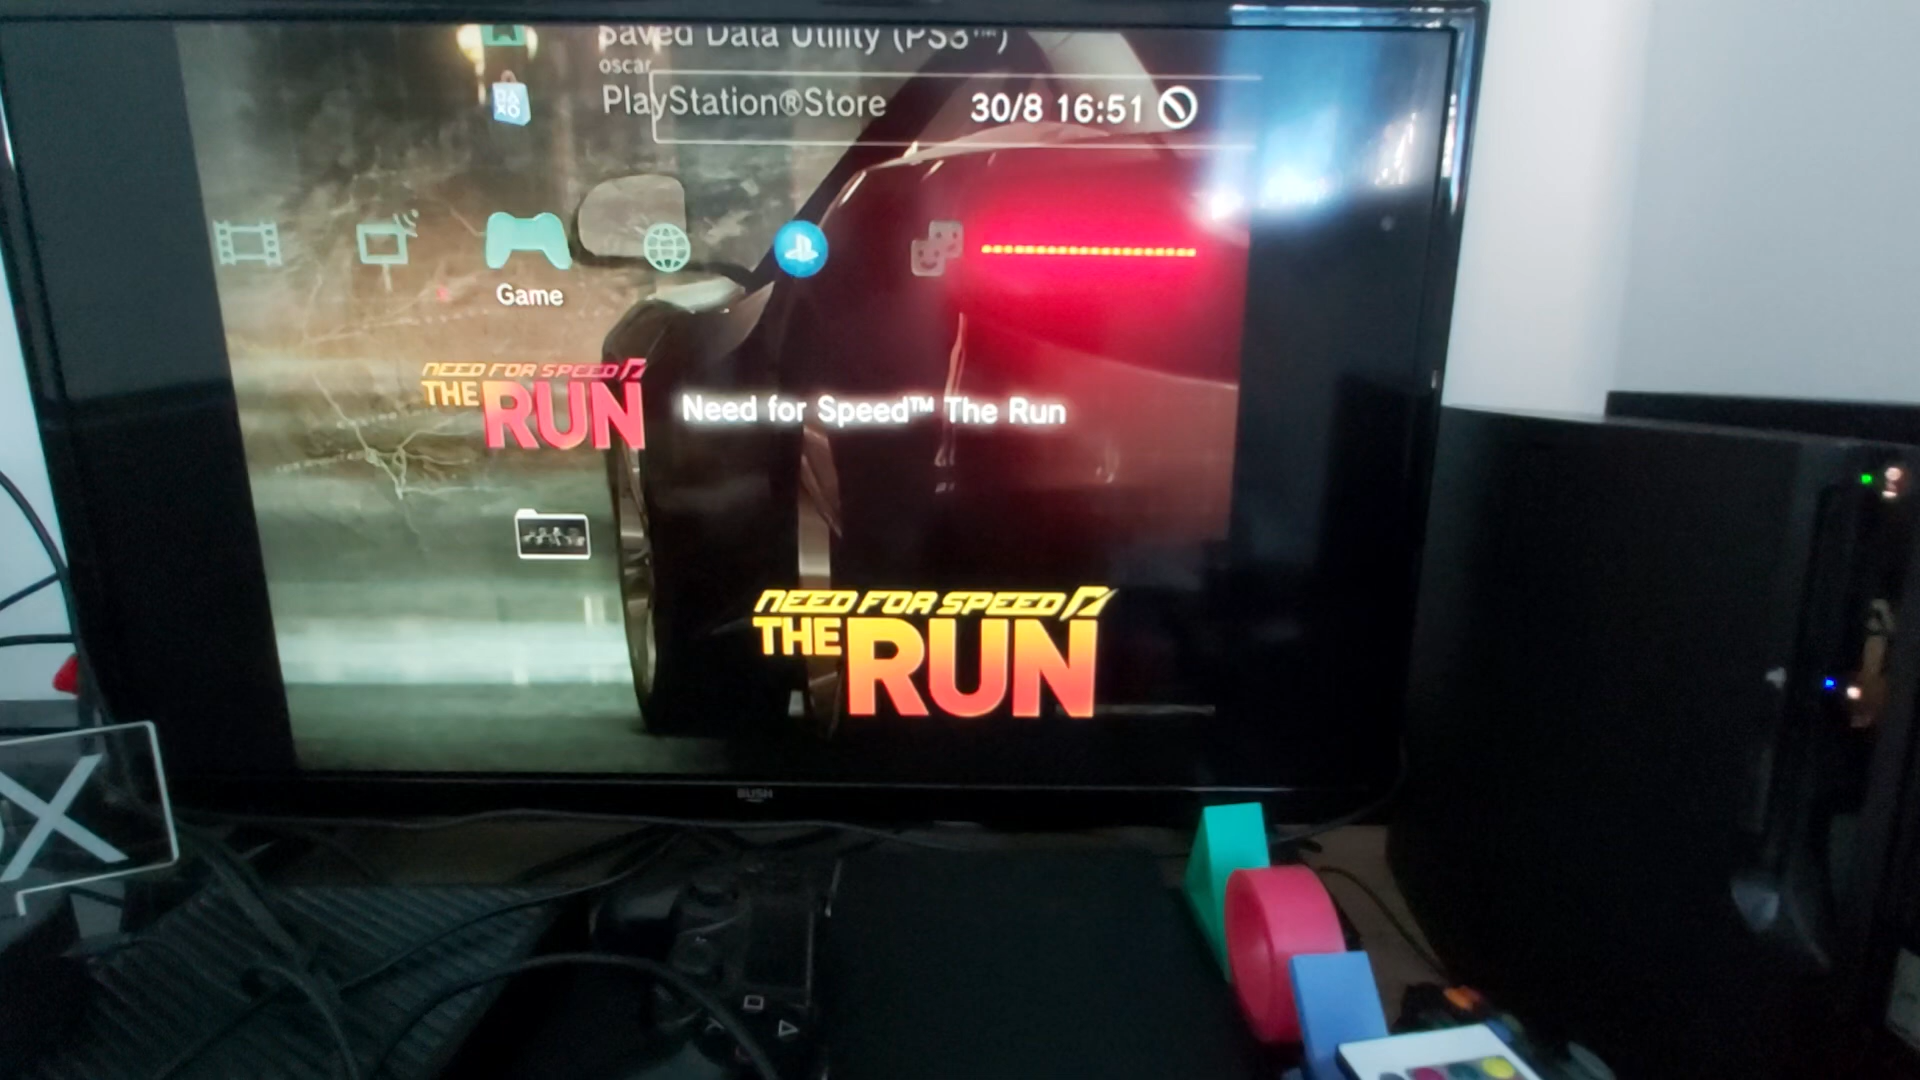 Saved Data Utility (PS3™)
oscar
PlayStation®Store
30/8 16:51
Game
NEED FOR SPEED
THE RUN
Need for Speed™ The Run
NEED FOR SPEED
THE RUN
BUSH